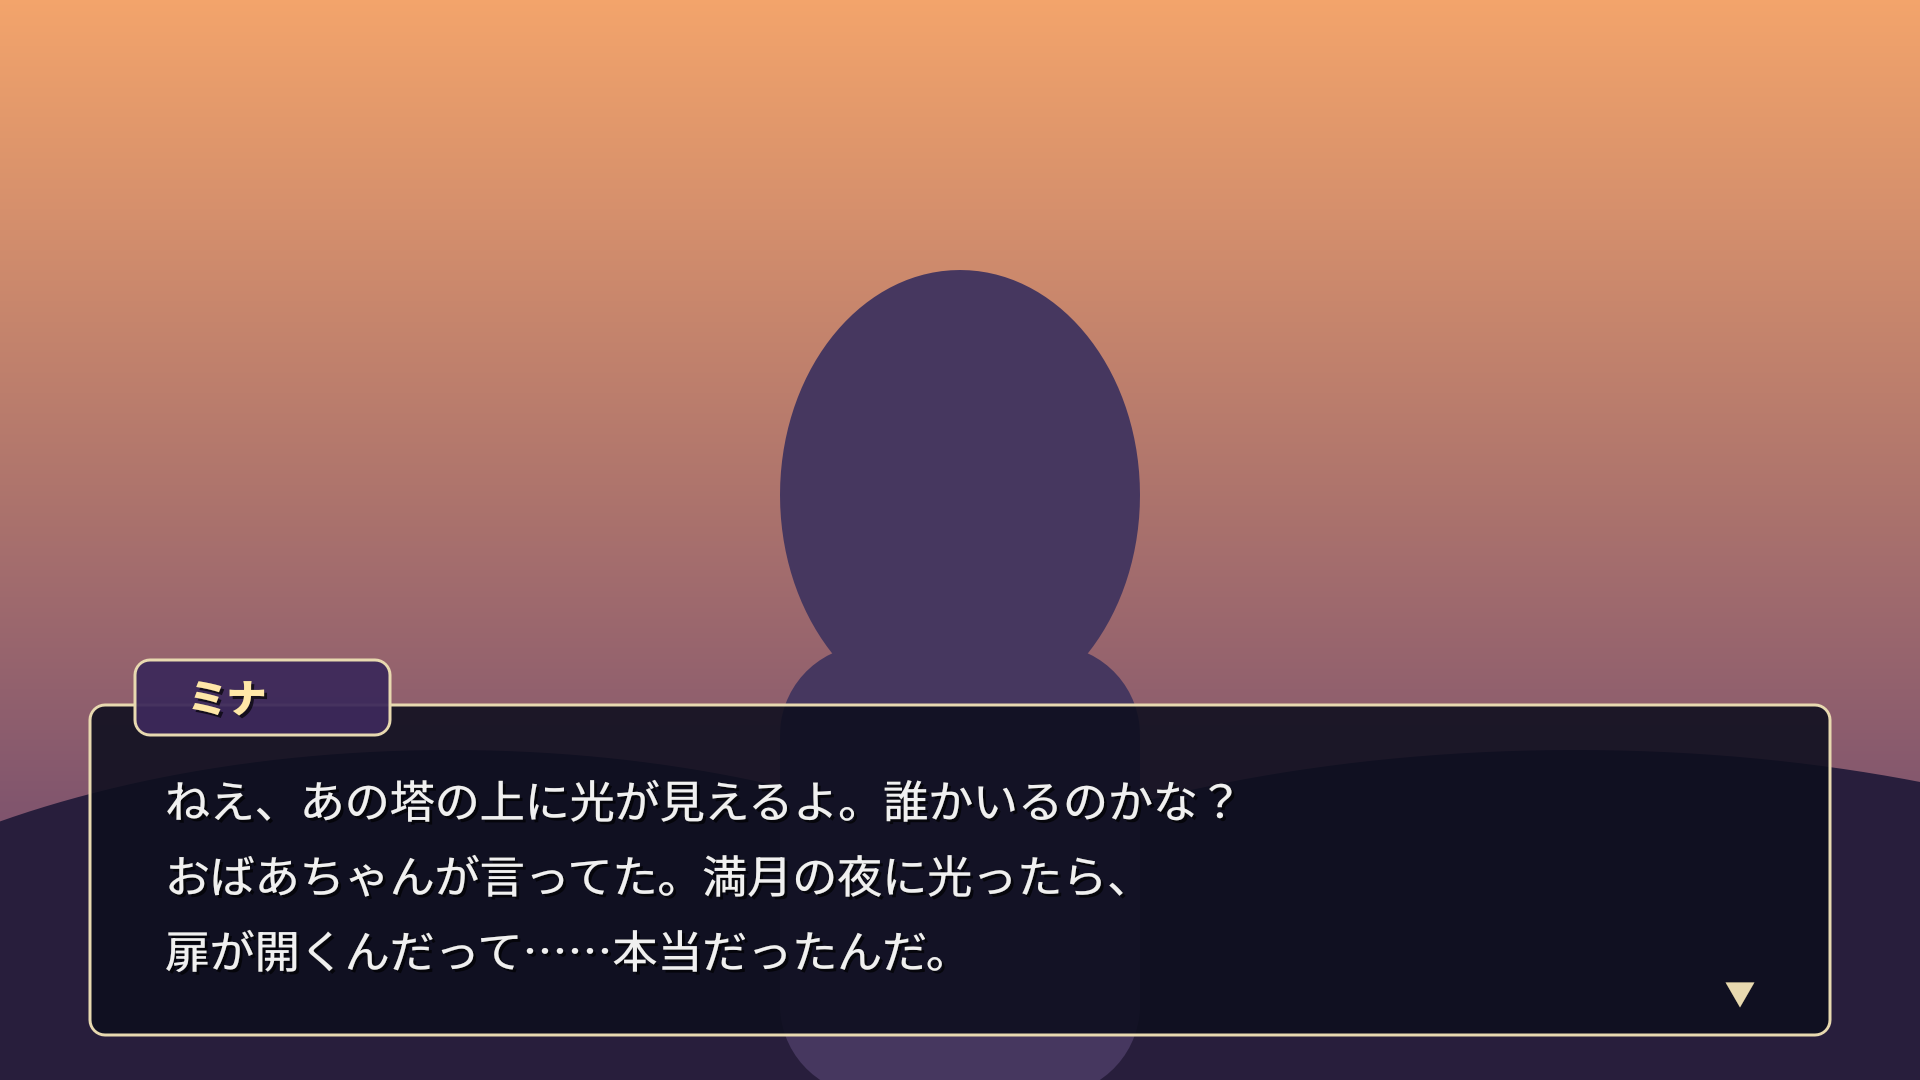 ミナ
ねえ、あの塔の上に光が見えるよ。誰かいるのかな？
おばあちゃんが言ってた。満月の夜に光ったら、
扉が開くんだって……本当だったんだ。
▼